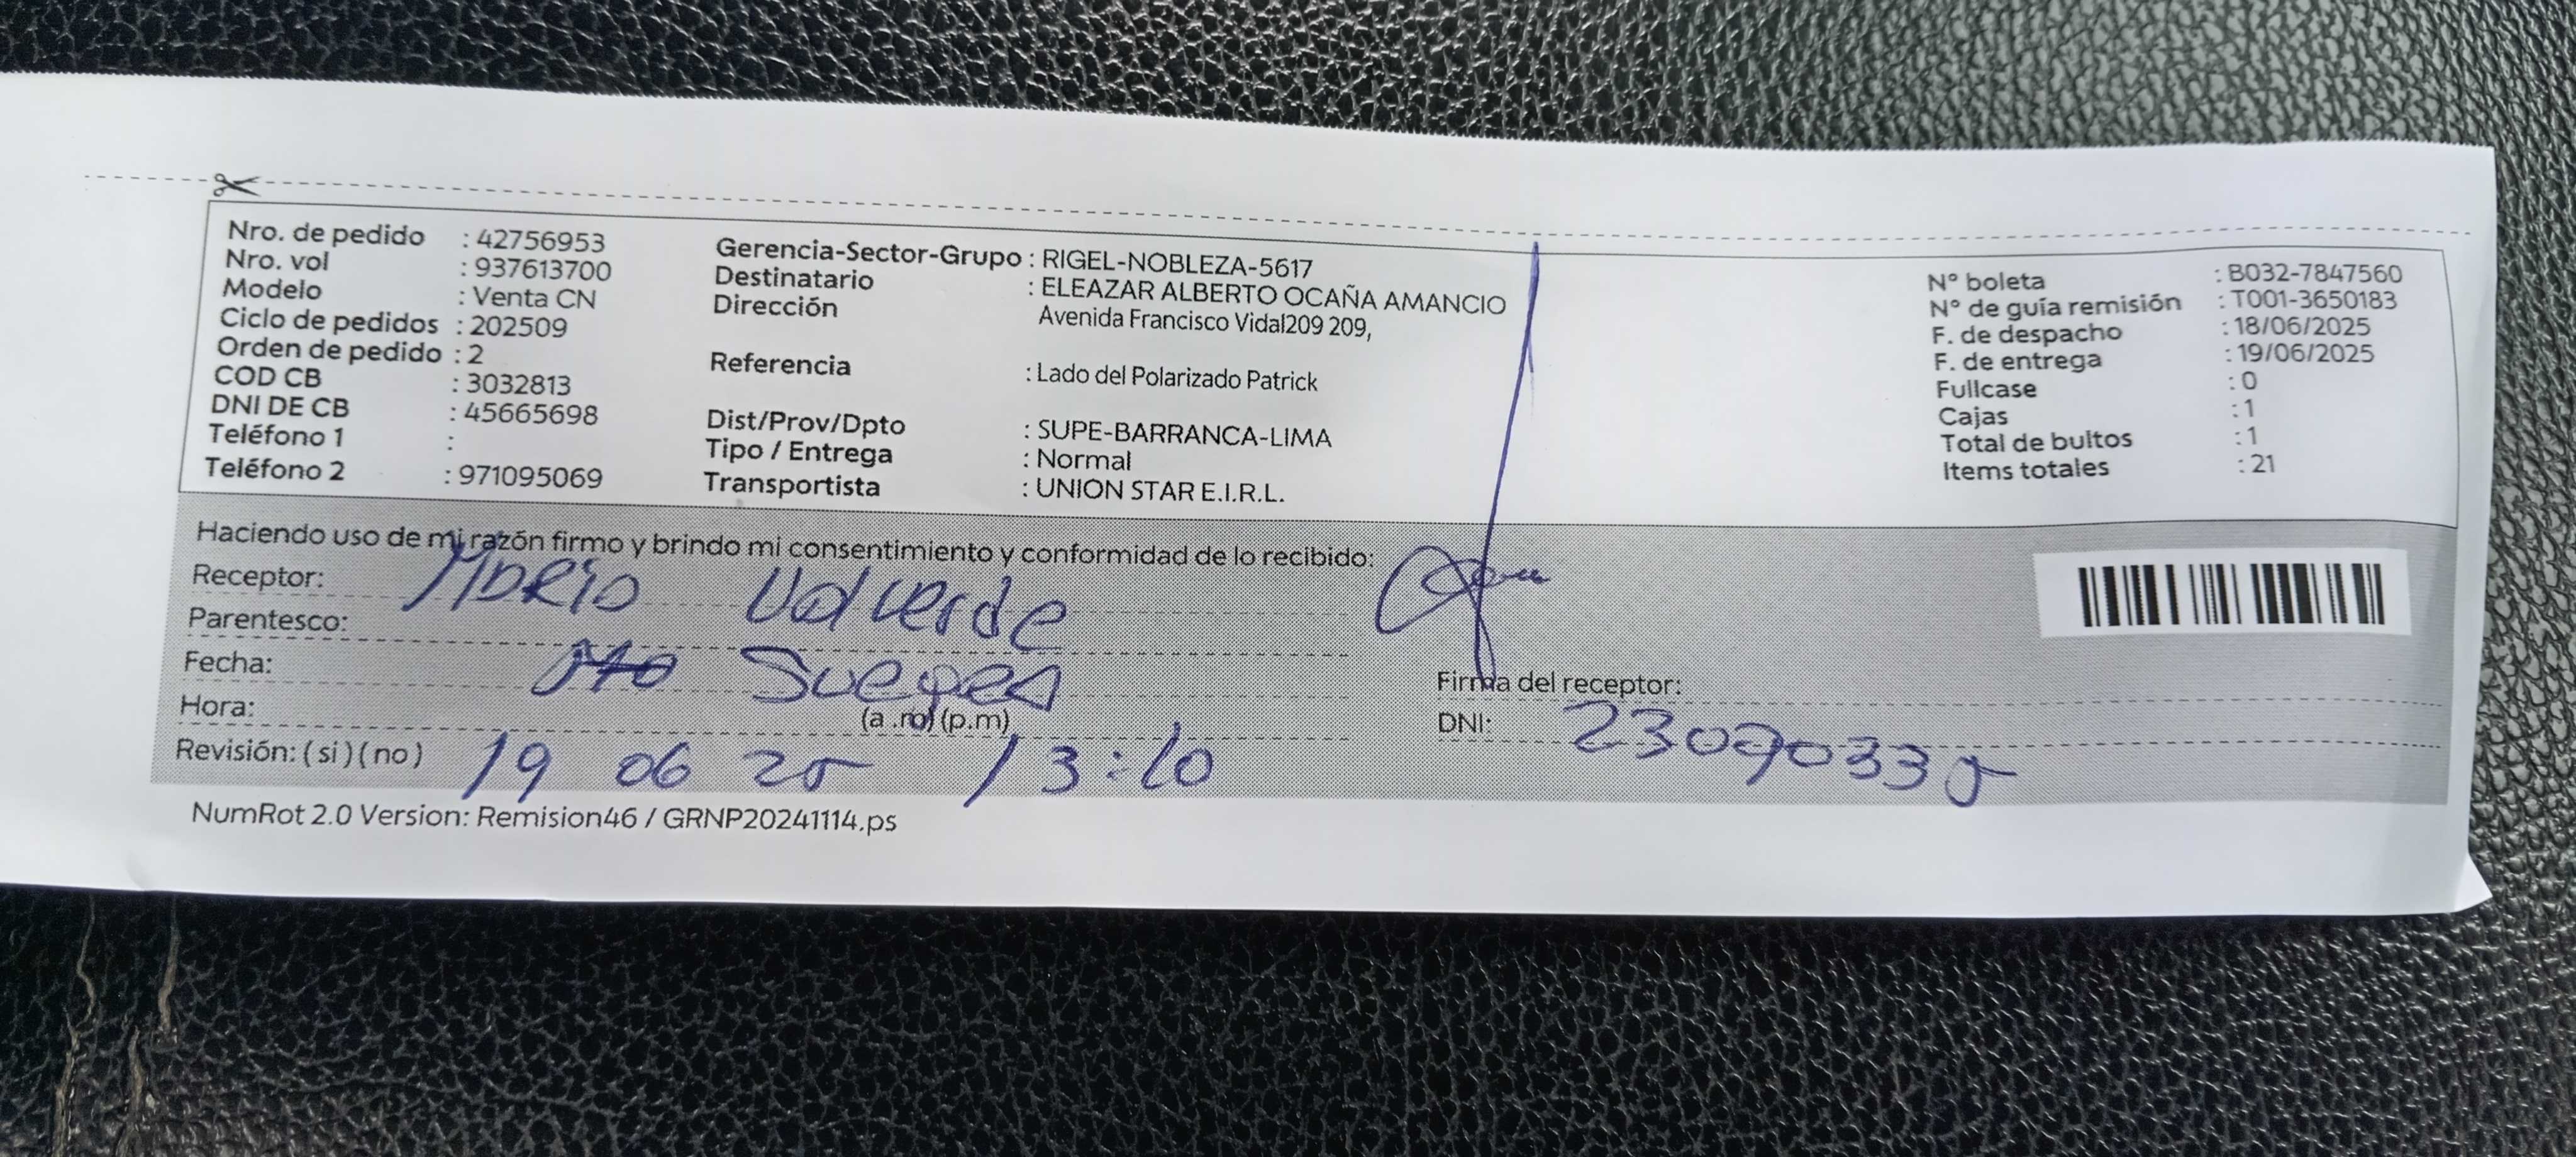 Nro. de pedido : 42756953
Nro. vol : 937613700
Modelo : Venta CN
Ciclo de pedidos : 202509
Orden de pedido : 2
COD CB : 3032813
DNI DE CB : 45665698
Teléfono 1 :
Teléfono 2 : 971095069
Gerencia-Sector-Grupo : RIGEL-NOBLEZA-5617
Destinatario : ELEAZAR ALBERTO OCAÑA AMANCIO
Dirección Avenida Francisco Vidal209 209,
Referencia : Lado del Polarizado Patrick
Dist/Prov/Dpto : SUPE-BARRANCA-LIMA
Tipo / Entrega : Normal
Transportista : UNION STAR E.I.R.L.
N° boleta : B032-7847560
N° de guía remisión : T001-3650183
F. de despacho : 18/06/2025
F. de entrega : 19/06/2025
Fullcase : 0
Cajas : 1
Total de bultos : 1
Items totales : 21
Haciendo uso de mi razón firmo y brindo mi consentimiento y conformidad de lo recibido:
Receptor: Mario Valverde
Parentesco:
Fecha: Suegra
Hora: (a .m) (p.m)
Revisión: ( si ) ( no ) 19 06 25 13:10
Firma del receptor:
DNI: 23090335
NumRot 2.0 Version: Remision46 / GRNP20241114.ps